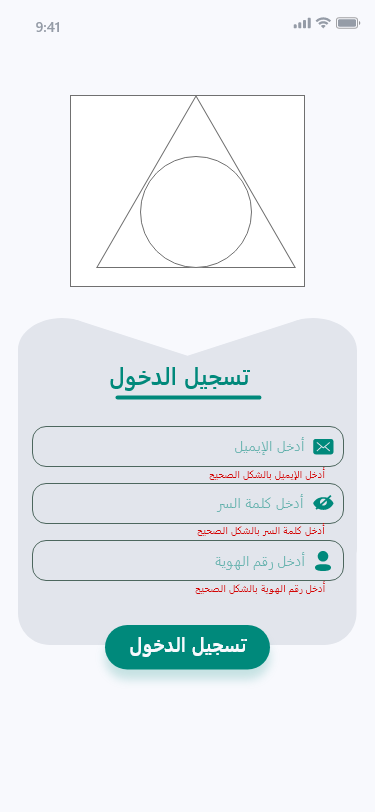 9:41
تسجيل الدخول
أدخل الإيميل
أدخل الإيميل بالشكل الصحيح
أدخل كلمة السر
أدخل كلمة السر بالشكل الصحيح
أدخل رقم الهوية
أدخل رقم الهوية بالشكل الصحيح
تسجيل الدخول